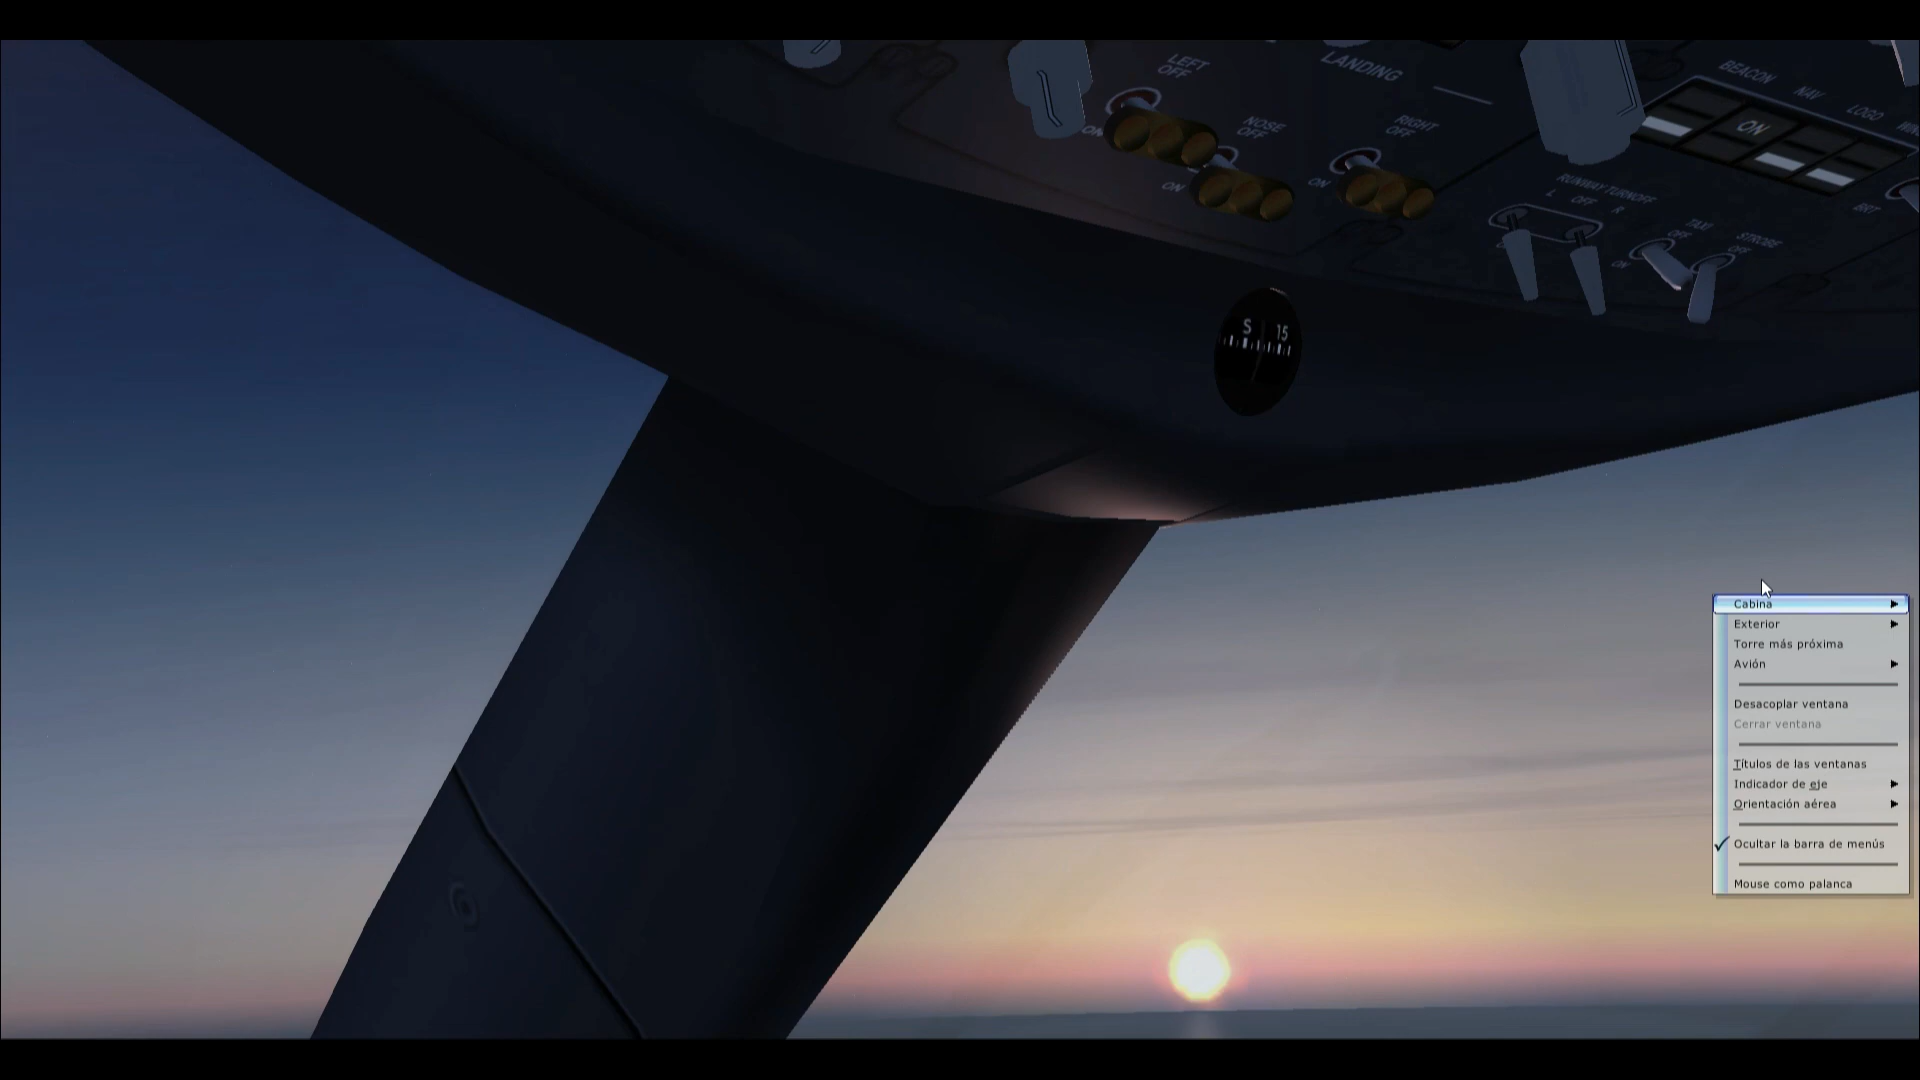 LEFT
OFF
LANDING
BEACON
NAV
LOGO
ON
NOSE
OFF
RIGHT
OFF
ON
ON
ON
RUNWAY TURNOFF
L OFF R
BRT
TAXI
OFF
STROBE
OFF
ON
S 15
Cabina
Exterior
Torre más próxima
Avión
Desacoplar ventana
Cerrar ventana
Títulos de las ventanas
Indicador de eje
Orientación aérea
Ocultar la barra de menús
Mouse como palanca